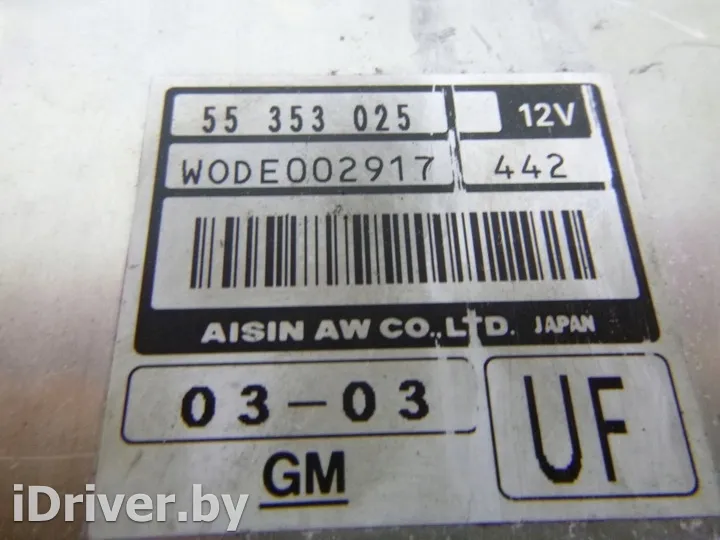 55 353 025 12V
WODE002917 442
AISIN AW CO.,LTD. JAPAN
03-03 UF
GM
iDriver.by